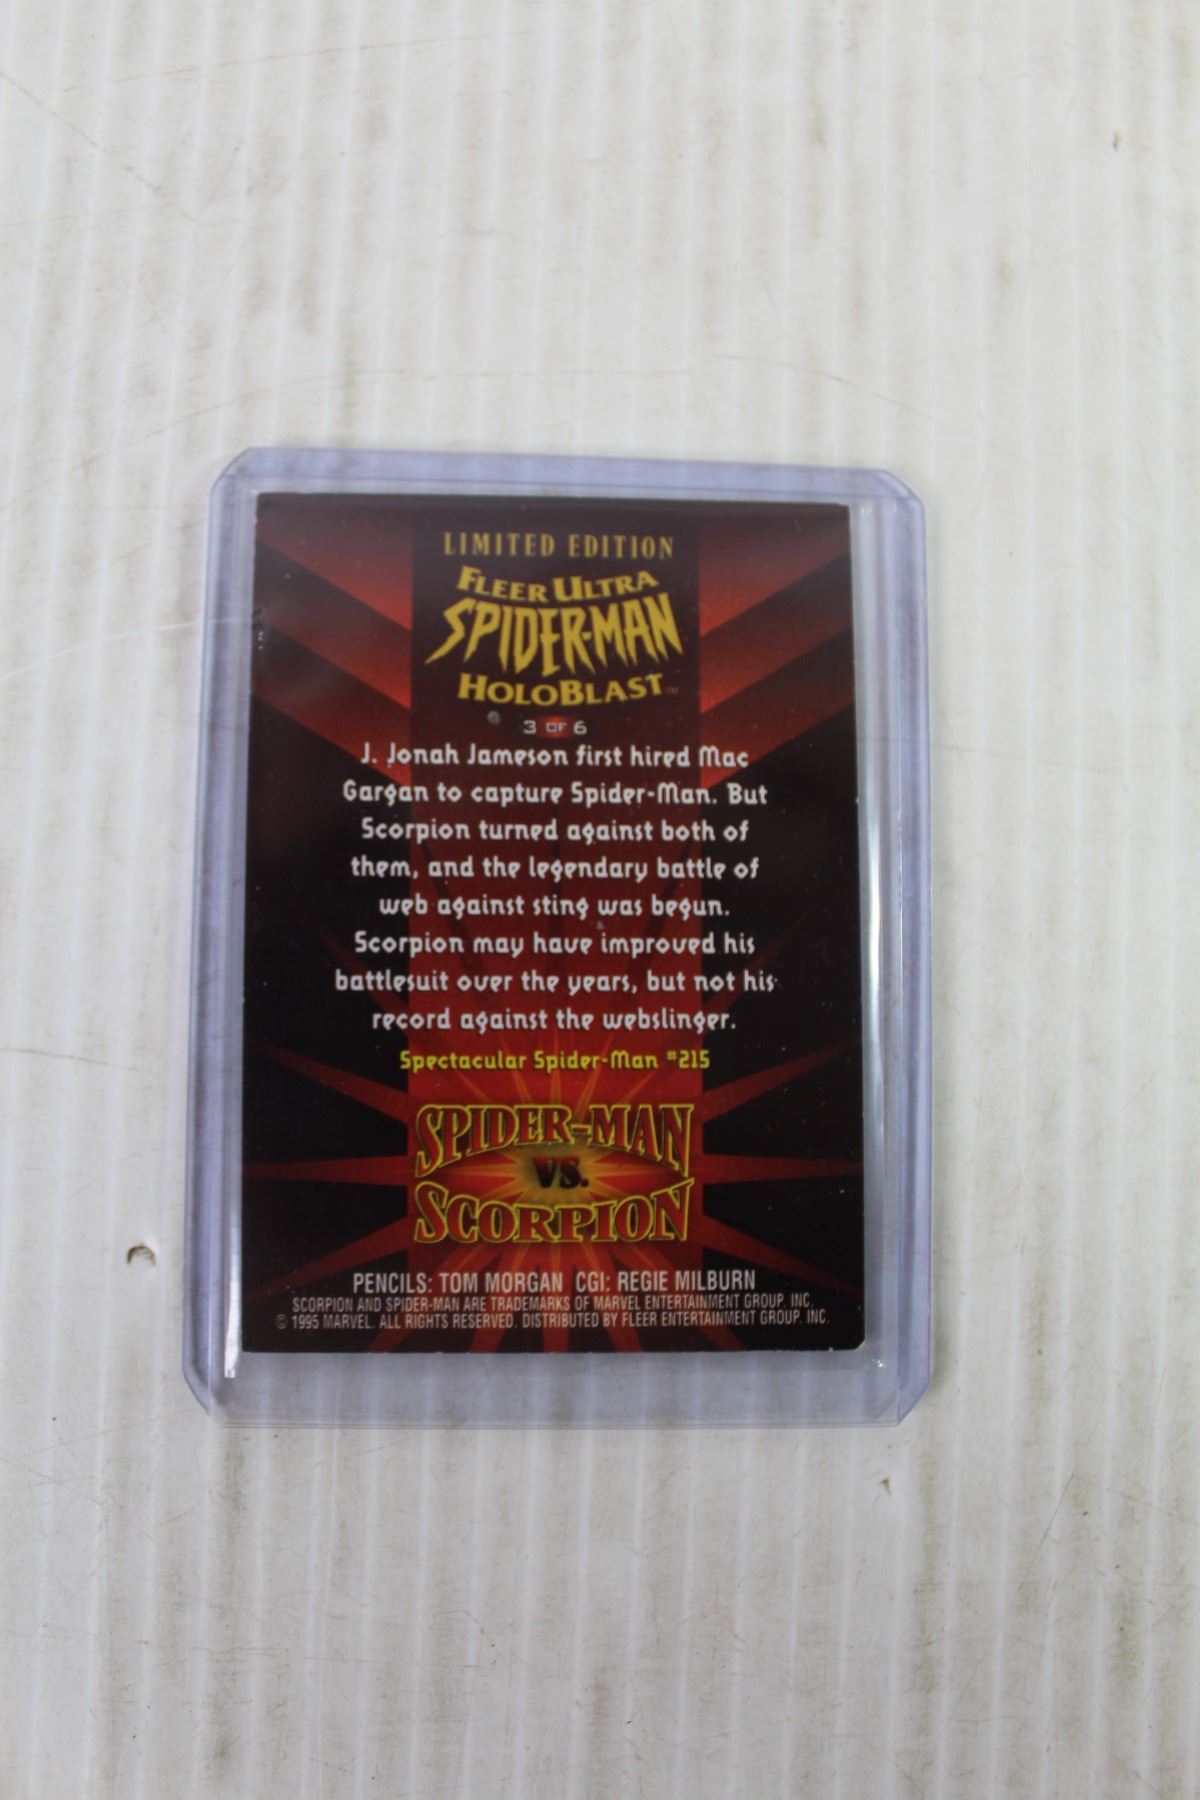 LIMITED EDITION
FLEER ULTRA
SPIDER-MAN
HOLOBLAST™
3 OF 6
J. Jonah Jameson first hired Mac
Gargan to capture Spider-Man. But
Scorpion turned against both of
them, and the legendary battle of
web against sting was begun.
Scorpion may have improved his
battlesuit over the years, but not his
record against the webslinger.
Spectacular Spider-Man #215
SPIDER-MAN
VS.
SCORPION
PENCILS: TOM MORGAN CGI: REGIE MILBURN
SCORPION AND SPIDER-MAN ARE TRADEMARKS OF MARVEL ENTERTAINMENT GROUP, INC.
© 1995 MARVEL. ALL RIGHTS RESERVED. DISTRIBUTED BY FLEER ENTERTAINMENT GROUP, INC.